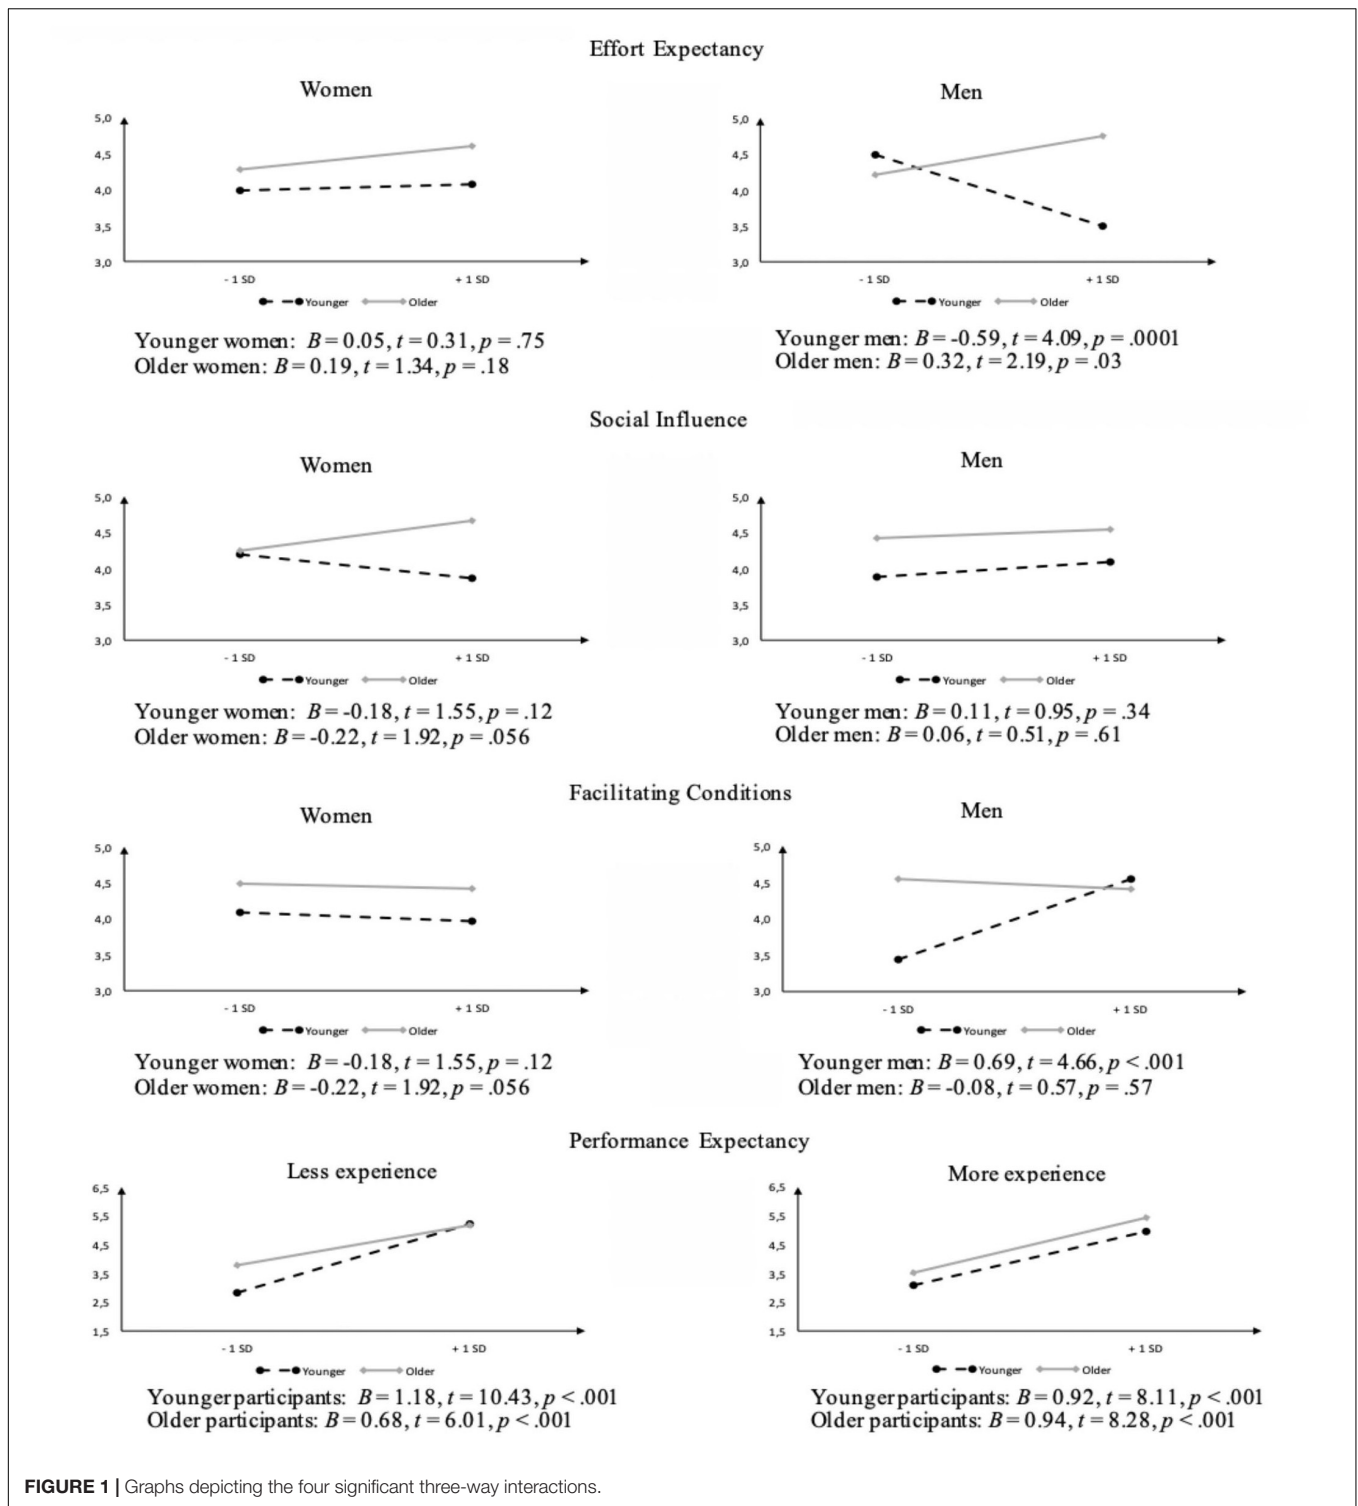 Effort Expectancy
Women
5,0
4,5
4,0
3,5
3,0
- 1 SD + 1 SD
Younger Older
Younger women: B = 0.05, t = 0.31, p = .75
Older women: B = 0.19, t = 1.34, p = .18
Men
5,0
4,5
4,0
3,5
3,0
- 1 SD + 1 SD
Younger Older
Younger men: B = -0.59, t = 4.09, p = .0001
Older men: B = 0.32, t = 2.19, p = .03
Social Influence
Women
5,0
4,5
4,0
3,5
3,0
- 1 SD + 1 SD
Younger Older
Younger women: B = -0.18, t = 1.55, p = .12
Older women: B = -0.22, t = 1.92, p = .056
Men
5,0
4,5
4,0
3,5
3,0
- 1 SD + 1 SD
Younger Older
Younger men: B = 0.11, t = 0.95, p = .34
Older men: B = 0.06, t = 0.51, p = .61
Facilitating Conditions
Women
5,0
4,5
4,0
3,5
3,0
- 1 SD + 1 SD
Younger Older
Younger women: B = -0.18, t = 1.55, p = .12
Older women: B = -0.22, t = 1.92, p = .056
Men
5,0
4,5
4,0
3,5
3,0
- 1 SD + 1 SD
Younger Older
Younger men: B = 0.69, t = 4.66, p < .001
Older men: B = -0.08, t = 0.57, p = .57
Performance Expectancy
Less experience
6,5
5,5
4,5
3,5
2,5
1,5
- 1 SD + 1 SD
Younger Older
Younger participants: B = 1.18, t = 10.43, p < .001
Older participants: B = 0.68, t = 6.01, p < .001
More experience
6,5
5,5
4,5
3,5
2,5
1,5
- 1 SD + 1 SD
Younger Older
Younger participants: B = 0.92, t = 8.11, p < .001
Older participants: B = 0.94, t = 8.28, p < .001
FIGURE 1 | Graphs depicting the four significant three-way interactions.